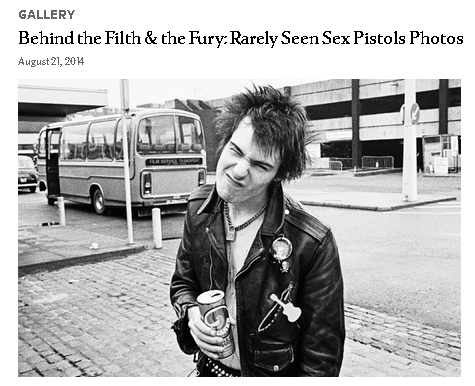 GALLERY
Behind the Filth & the Fury: Rarely Seen Sex Pistols Photos
August 21, 2014
FILM SERVICE TRANSPORT